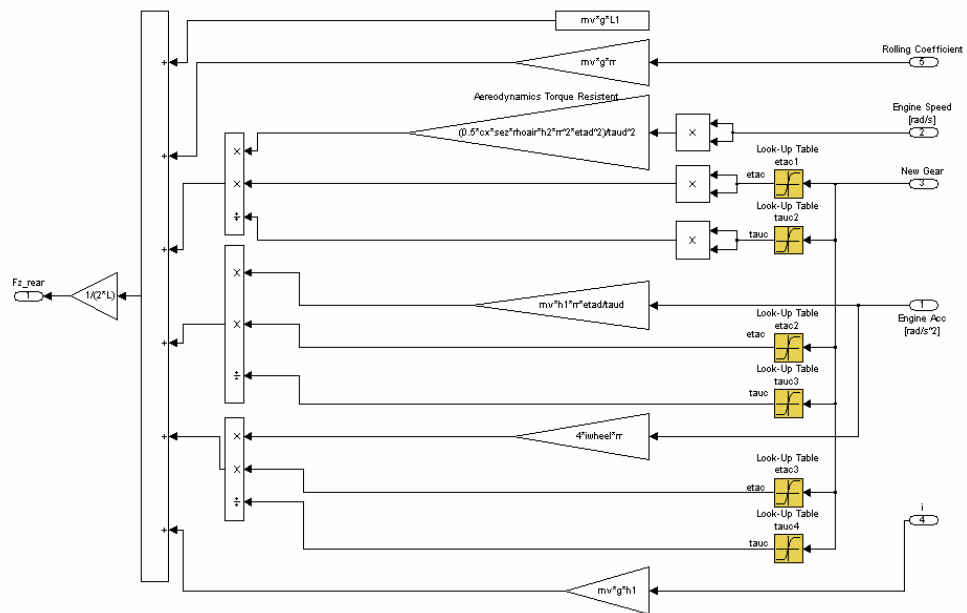 mv*g*L1
Rolling Coefficient
5
mv*g*rr
Aereodynamics Torque Resistent
Engine Speed
[rad/s]
2
(0.5*cx*sez*rhoair*h2*rr^2*etad^2)/taud^2
Look-Up Table
etac1
New Gear
3
etac
Look-Up Table
tauc2
tauc
Fz_rear
1
1/(2*L)
mv*h1*rr*etad/taud
1
Engine Acc
[rad/s^2]
Look-Up Table
etac2
etac
Look-Up Table
tauc3
tauc
4*iwheel*rr
Look-Up Table
etac3
etac
i
4
Look-Up Table
tauc4
tauc
mv*g*h1